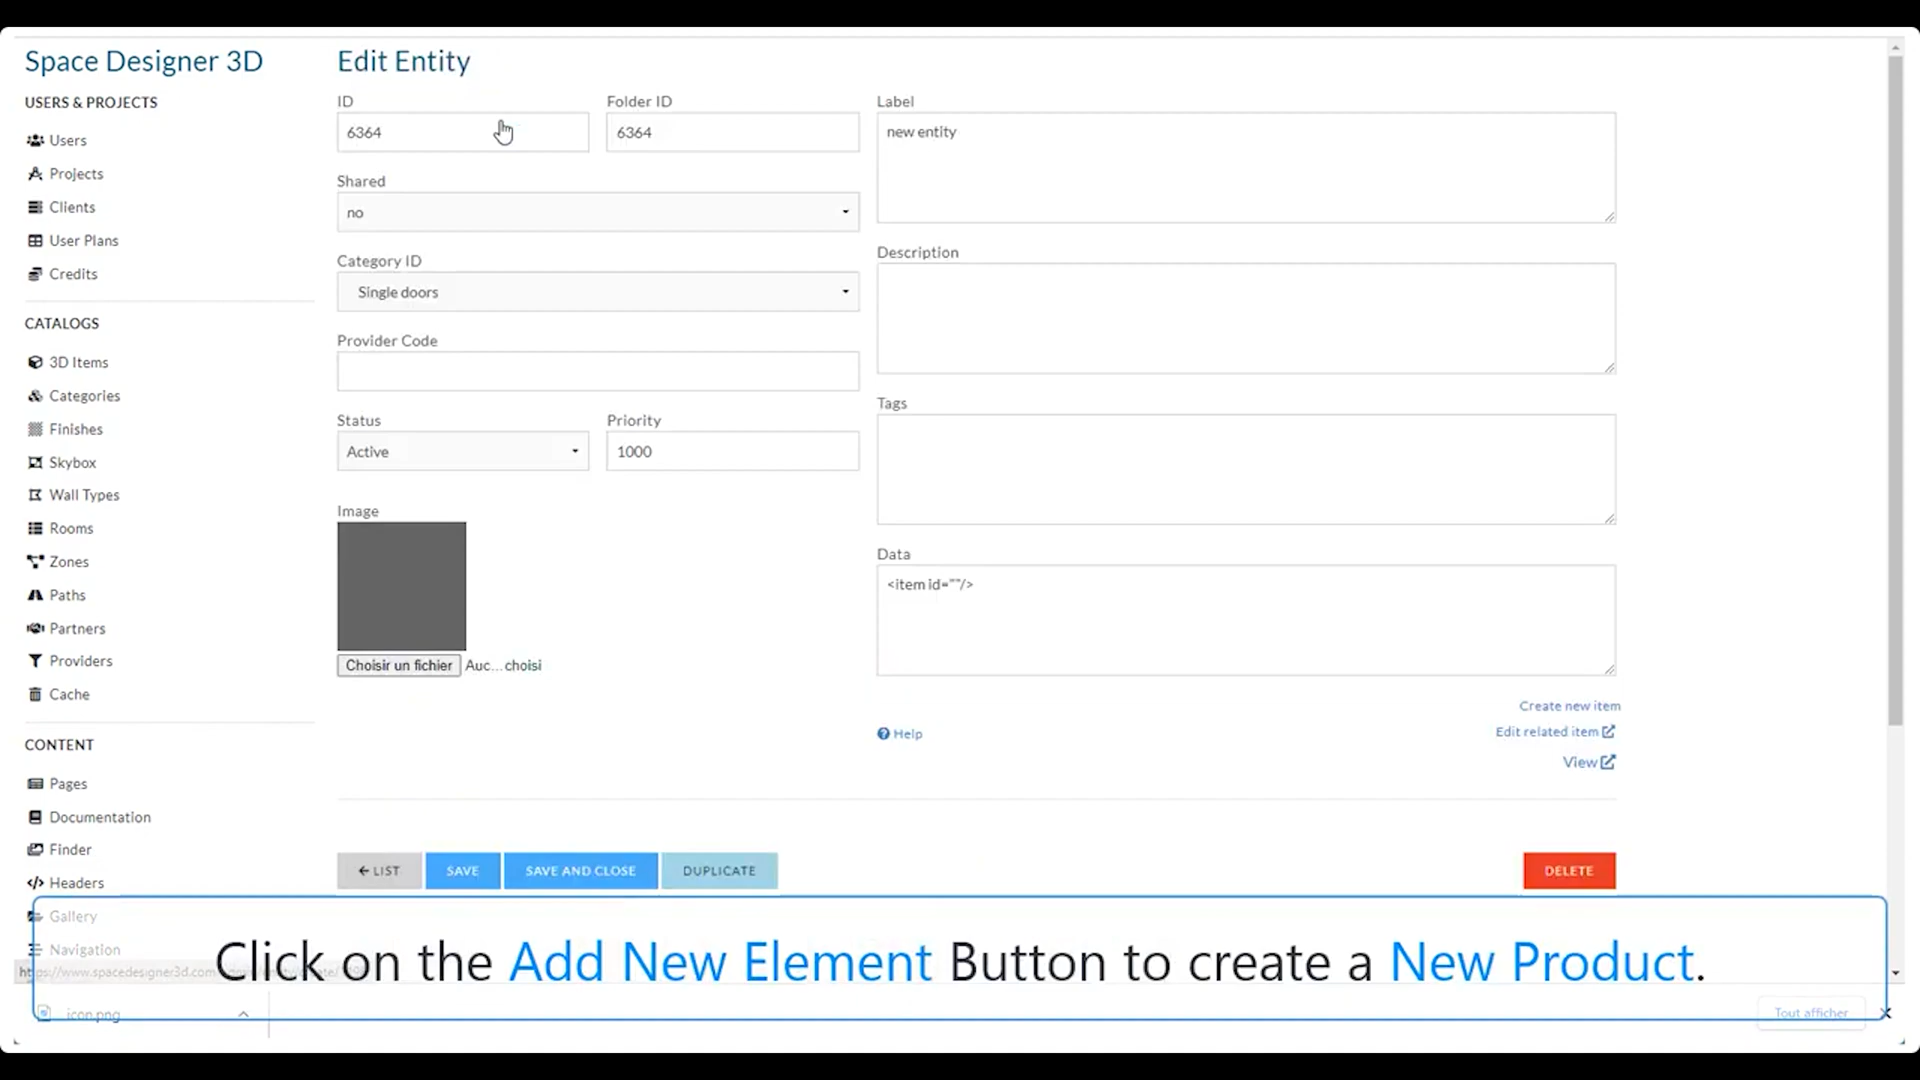 Space Designer 3D
USERS & PROJECTS
Users
Projects
Clients
User Plans
Credits
CATALOGS
3D Items
Categories
Finishes
Skybox
Wall Types
Rooms
Zones
Paths
Partners
Providers
Cache
CONTENT
Pages
Documentation
Finder
Headers
Gallery
Navigation
Edit Entity
ID
6364
Folder ID
6364
Shared
no
Category ID
Single doors
Provider Code
Status
Active
Priority
1000
Image
Choisir un fichier Auc...choisi
Label
new entity
Description
Tags
Data
<item id=""/>
Help
Create new item
Edit related item
View
LIST
SAVE
SAVE AND CLOSE
DUPLICATE
DELETE
Click on the Add New Element Button to create a New Product.
https://www.spacedesigner3d.com
icon.png
Tout afficher